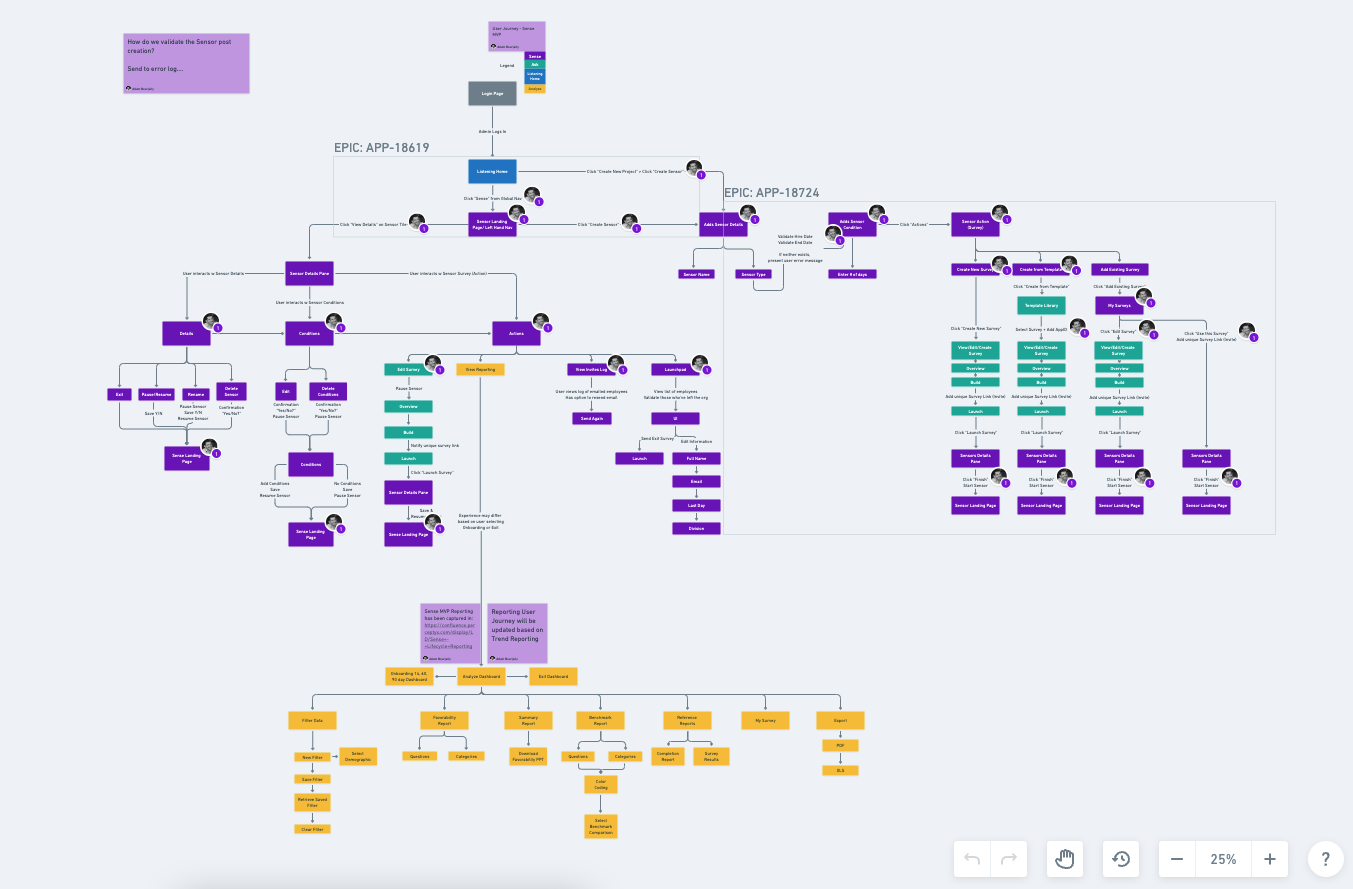 How do we validate the Sensor post
creation?
Send to error log...
User Journey - Sense
MVP
Legend
Sense
Ask
Listening
Home
Analyze
Login Page
Admin Logs In
EPIC: APP-18619
Listening Home
Click "Create New Project" > Click "Create Sensor"
Click "Sense" from Global Nav
EPIC: APP-18724
Click "View Details" on Sensor Tile
Sensor Landing
Page/ Left Hand Nav
Click "Create Sensor"
Adds Sensor Details
Validate Hire Date
Validate End Date
If neither exists,
present user error message
Adds Sensor
Condition
Click "Actions"
Sensor Action
(Survey)
Sensor Name
Sensor Type
Enter # of days
User interacts w Sensor Details
Sensor Details Pane
User interacts w Sensor Survey (Action)
User interacts w Sensor Conditions
Details
Conditions
Actions
Create New Survey
Create from Template
Add Existing Survey
Click "Create from Template"
Click "Add Existing Survey"
Template Library
My Surveys
Click "Create New Survey"
Select Survey + Add App
Click "Edit Survey"
Click "Use this Survey"
Add unique Survey Link (Invite)
View/Edit/Create
Survey
View/Edit/Create
Survey
View/Edit/Create
Survey
Overview
Overview
Overview
Build
Build
Build
Add unique Survey Link (Invite)
Add unique Survey Link (Invite)
Add unique Survey Link (Invite)
Launch
Launch
Launch
Click "Launch Survey"
Click "Launch Survey"
Click "Launch Survey"
Sensors Details
Pane
Sensors Details
Pane
Sensors Details
Pane
Sensors Details
Pane
Click "Finish"
Start Sensor
Click "Finish"
Start Sensor
Click "Finish"
Start Sensor
Click "Finish"
Start Sensor
Sensor Landing Page
Sensor Landing Page
Sensor Landing Page
Sensor Landing Page
Edit Survey
View Reporting
View Invites Log
Launchpad
Exit
Pause/Resume
Rename
Delete
Sensor
Save Y/N
Pause Sensor
Save Y/N
Resume Sensor
Confirmation
"Yes/No?"
Sense Landing
Page
Edit
Delete
Conditions
Confirmation
"Yes/No?"
Pause Sensor
Confirmation
"Yes/No?"
Pause Sensor
Conditions
Add Conditions
Save
Resume Sensor
No Conditions
Save
Pause Sensor
Sense Landing
Page
Pause Sensor
Overview
Build
Notify unique survey link
Launch
Click "Launch Survey"
Sensor Details Pane
Save &
Sense Landing Page
Experience may differ
based on user selecting
Onboarding or Exit
User views log of emailed employees
Has option to resend email
Send Again
View list of employees
Validate those who've left the org
Send Exit Survey
Edit Information
Launch
Full Name
Email
Last Day
Division
Sense MVP Reporting
has been captured in:
https://confluence.per
ceptyx.com/display/L
D/Sense+-
+Lifecycle+Reporting
Reporting User
Journey will be
updated based on
Trend Reporting
90 day Dashboard
Analyze Dashboard
Exit Dashboard
Filter Data
Favorability
Report
Summary
Report
Benchmark
Report
Reference
Reports
My Survey
Export
New Filter
Select
Demographic
Save Filter
Retrieve Saved
Filter
Clear Filter
Questions
Categories
Download
Favorability PPT
Questions
Categories
Color
Coding
Select
Benchmark
Comparison
Completion
Report
Survey
Results
PDF
XLS
25%
?